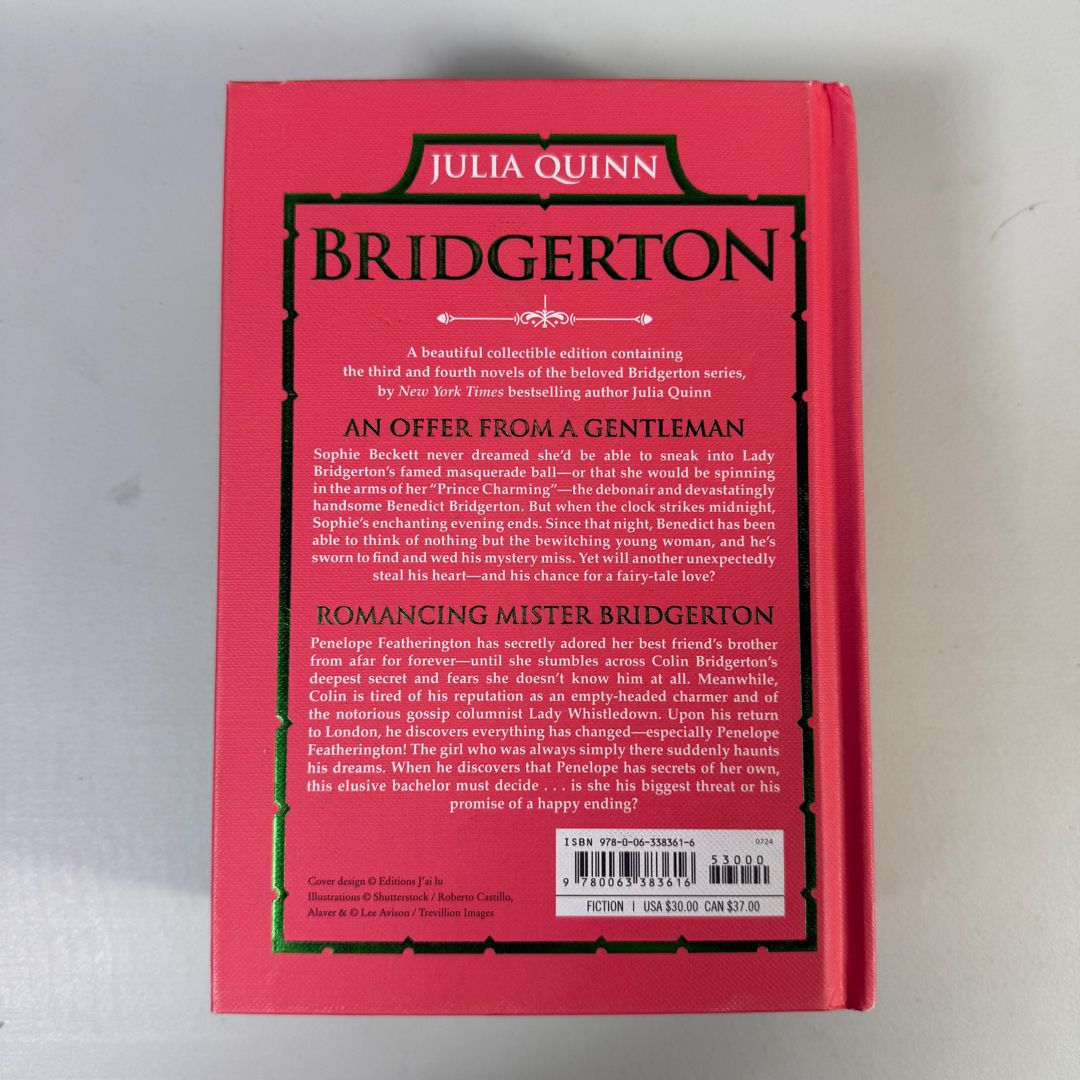 JULIA QUINN
BRIDGERTON
A beautiful collectible edition containing
the third and fourth novels of the beloved Bridgerton series,
by New York Times bestselling author Julia Quinn
AN OFFER FROM A GENTLEMAN
Sophie Beckett never dreamed she'd be able to sneak into Lady
Bridgerton's famed masquerade ball—or that she would be spinning
in the arms of her "Prince Charming"—the debonair and devastatingly
handsome Benedict Bridgerton. But when the clock strikes midnight,
Sophie's enchanting evening ends. Since that night, Benedict has been
able to think of nothing but the bewitching young woman, and he's
sworn to find and wed his mystery miss. Yet will another unexpectedly
steal his heart—and his chance for a fairy-tale love?
ROMANCING MISTER BRIDGERTON
Penelope Featherington has secretly adored her best friend's brother
from afar for forever—until she stumbles across Colin Bridgerton's
deepest secret and fears she doesn't know him at all. Meanwhile,
Colin is tired of his reputation as an empty-headed charmer and of
the notorious gossip columnist Lady Whistledown. Upon his return
to London, he discovers everything has changed—especially Penelope
Featherington! The girl who was always simply there suddenly haunts
his dreams. When he discovers that Penelope has secrets of her own,
this elusive bachelor must decide . . . is she his biggest threat or his
promise of a happy ending?
Cover design © Editions J'ai lu
Illustrations © Shutterstock / Roberto Castillo,
Alaver & © Lee Avison / Trevillion Images
ISBN 978-0-06-338361-6 0724
53000
9 780063 383616
FICTION | USA $30.00 CAN $37.00